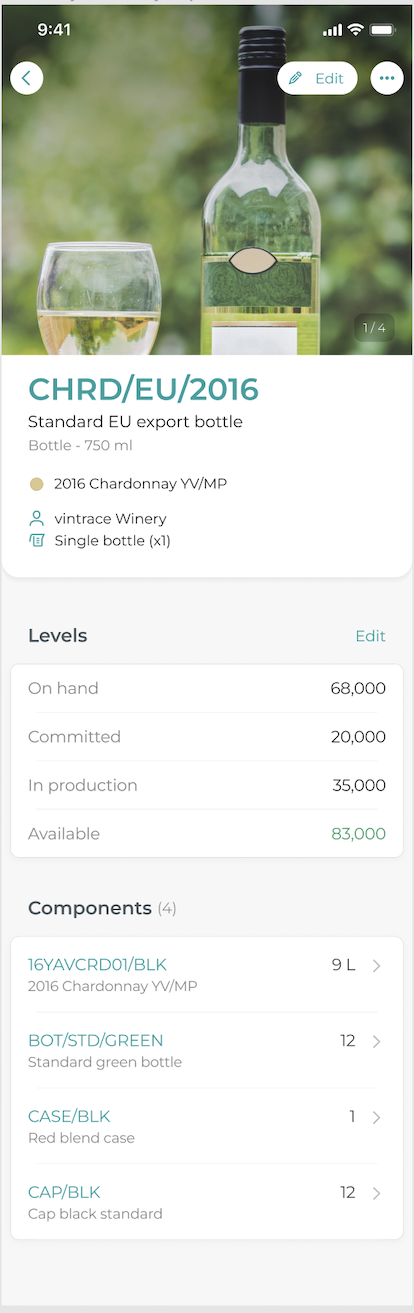 9:41
Edit
1 / 4
CHRD/EU/2016
Standard EU export bottle
Bottle - 750 ml
2016 Chardonnay YV/MP
vintrace Winery
Single bottle (x1)
Levels Edit
On hand 68,000
Committed 20,000
In production 35,000
Available 83,000
Components (4)
16YAVCRD01/BLK 9 L
2016 Chardonnay YV/MP
BOT/STD/GREEN 12
Standard green bottle
CASE/BLK 1
Red blend case
CAP/BLK 12
Cap black standard